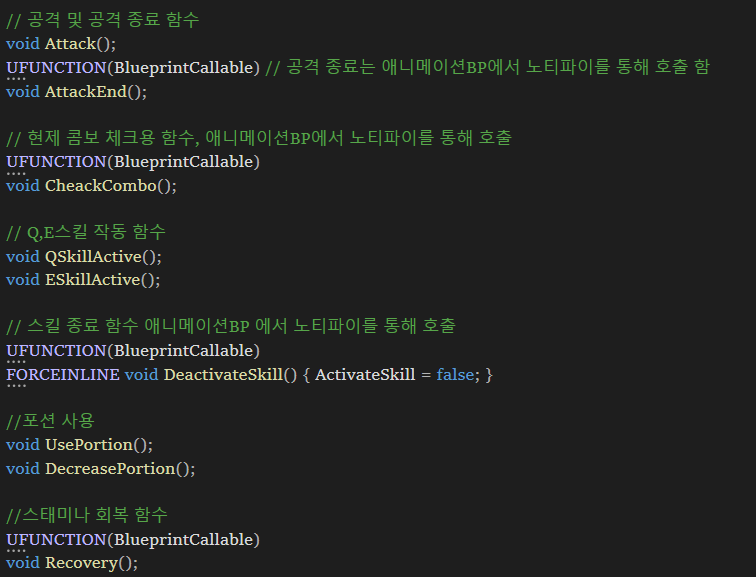 // 공격 및 공격 종료 함수
void Attack();
UFUNCTION(BlueprintCallable) // 공격 종료는 애니메이션BP에서 노티파이를 통해 호출 함
void AttackEnd();
// 현제 콤보 체크용 함수, 애니메이션BP에서 노티파이를 통해 호출
UFUNCTION(BlueprintCallable)
void CheackCombo();
// Q,E스킬 작동 함수
void QSkillActive();
void ESkillActive();
// 스킬 종료 함수 애니메이션BP 에서 노티파이를 통해 호출
UFUNCTION(BlueprintCallable)
FORCEINLINE void DeactivateSkill() { ActivateSkill = false; }
//포션 사용
void UsePortion();
void DecreasePortion();
//스태미나 회복 함수
UFUNCTION(BlueprintCallable)
void Recovery();